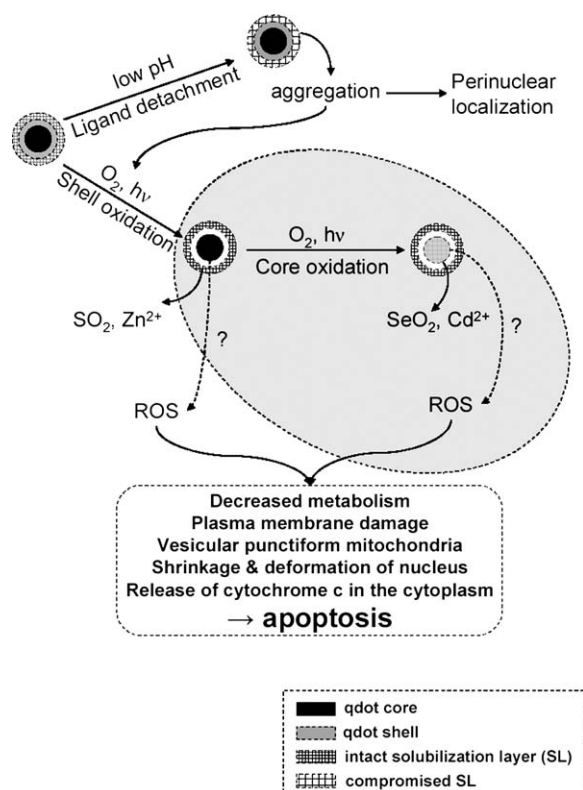 low pH
Ligand detachment
aggregation
Perinuclear
localization
O₂, hν
Shell oxidation
O₂, hν
Core oxidation
SO₂, Zn²⁺
?
SeO₂, Cd²⁺
?
ROS
ROS
Decreased metabolism
Plasma membrane damage
Vesicular punctiform mitochondria
Shrinkage & deformation of nucleus
Release of cytochrome c in the cytoplasm
→ apoptosis
qdot core
qdot shell
intact solubilization layer (SL)
compromised SL